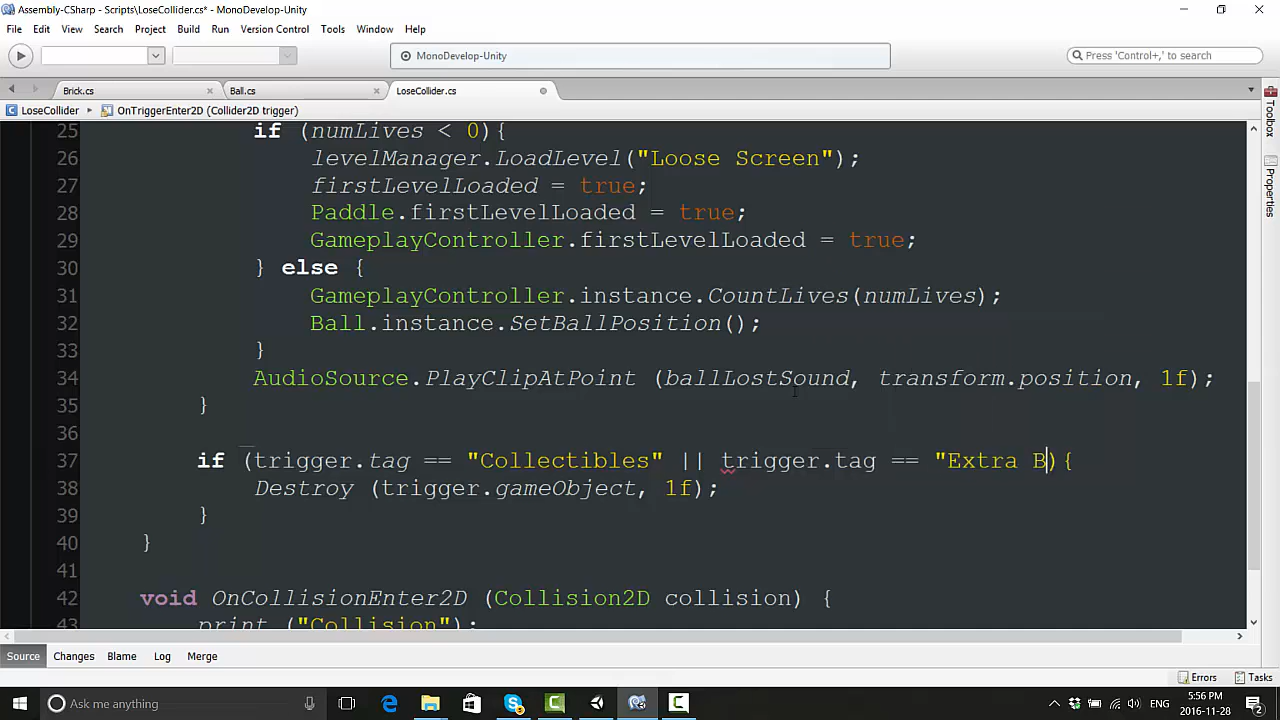 Assembly-CSharp - Scripts\LoseCollider.cs* - MonoDevelop-Unity
File Edit View Search Project Build Run Version Control Tools Window Help
MonoDevelop-Unity
Press 'Control+,' to search
Brick.cs Ball.cs LoseCollider.cs
LoseCollider OnTriggerEnter2D (Collider2D trigger)
Toolbox
Properties
25 if (numLives < 0){
26 levelManager.LoadLevel("Loose Screen");
27 firstLevelLoaded = true;
28 Paddle.firstLevelLoaded = true;
29 GameplayController.firstLevelLoaded = true;
30 } else {
31 GameplayController.instance.CountLives(numLives);
32 Ball.instance.SetBallPosition();
33 }
34 AudioSource.PlayClipAtPoint (ballLostSound, transform.position, 1f);
35 }
36
37 if (trigger.tag == "Collectibles" || trigger.tag == "Extra B){
38 Destroy (trigger.gameObject, 1f);
39 }
40 }
41
42 void OnCollisionEnter2D (Collision2D collision) {
43 print ("Collision");
Source Changes Blame Log Merge
Errors Tasks
Ask me anything
ENG
5:56 PM
2016-11-28
2